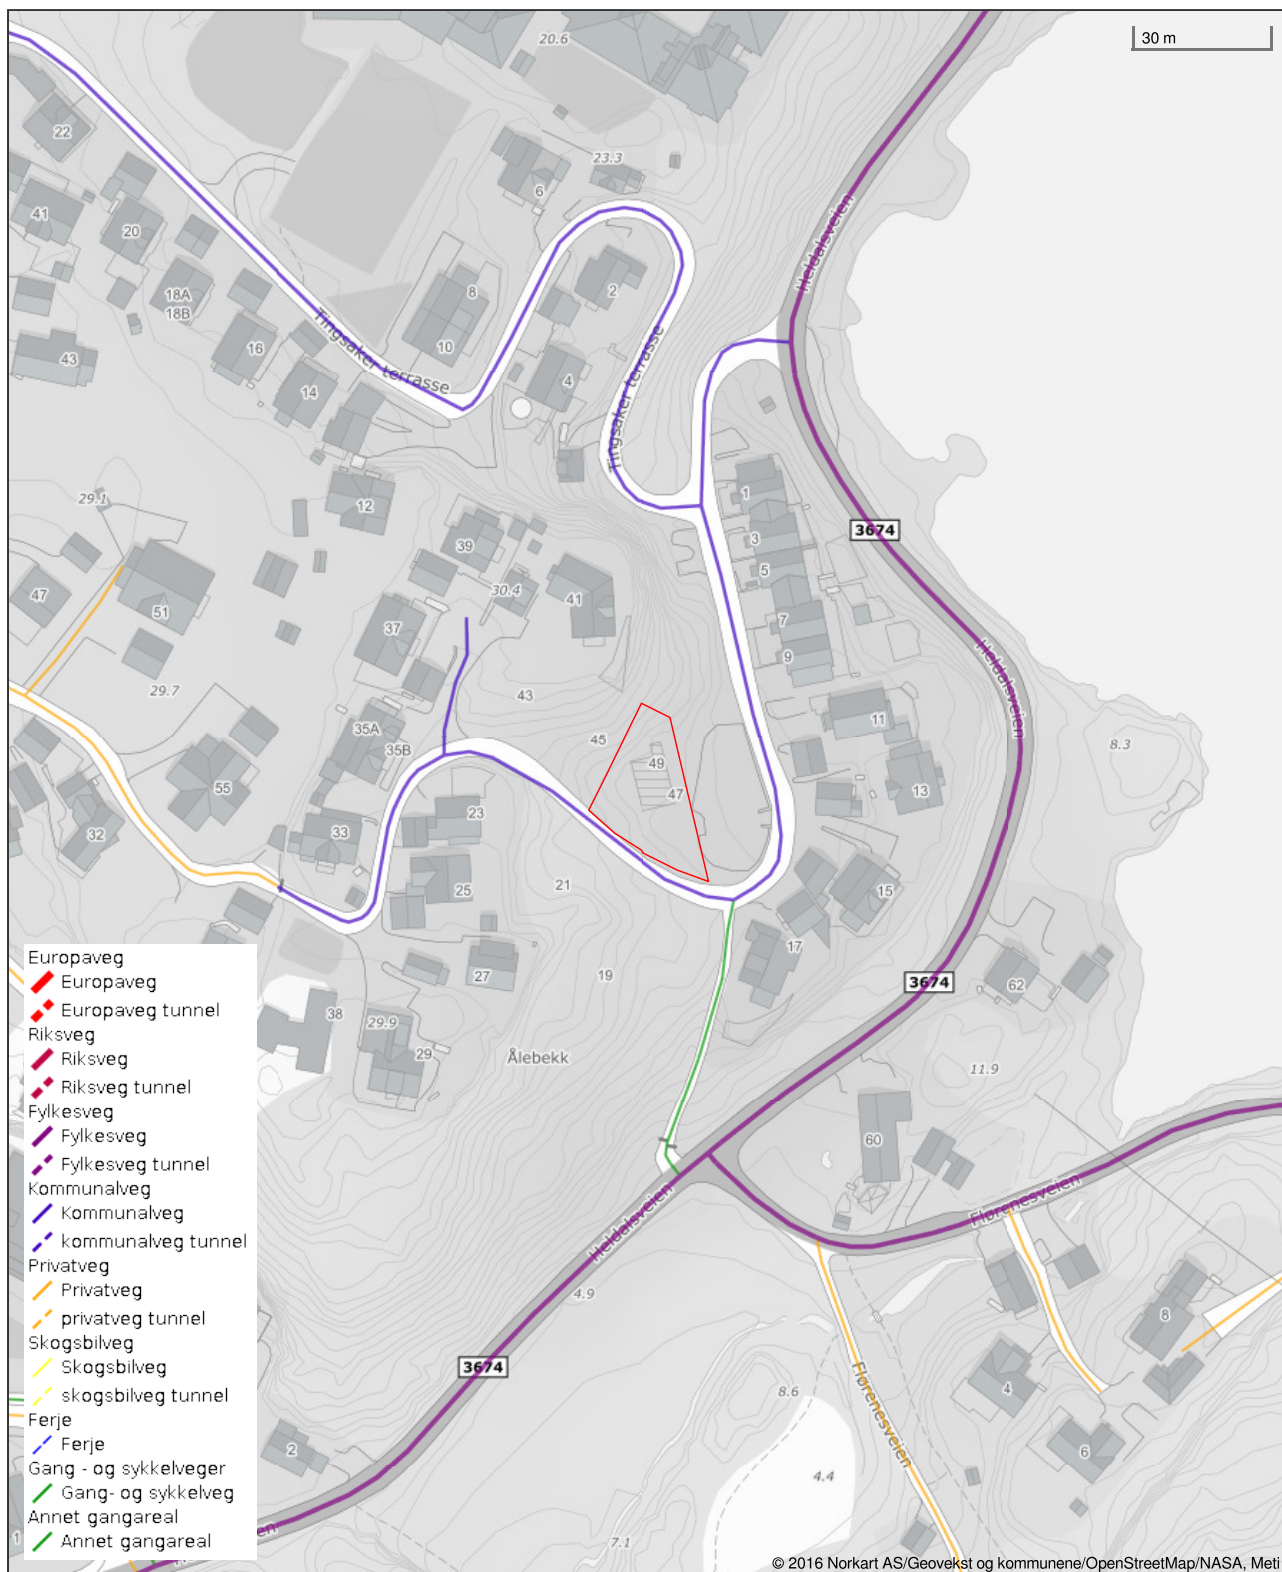 30 m
20.6
22
23.3
6
41
20
Heldalsveien
18A
18B
8
2
43
16
10
Tingsaker terrasse
Tingsaker terrasse
14
4
29.1
12
1
3674
39
3
5
47
30.4
41
51
37
7
9
Heldalsveien
29.7
43
11
35A
45
35B
8.3
49
55
47
13
23
32
33
25
21
15
17
27
19
3674
62
38
29.9
29
Ålebekk
11.9
60
Heldalsveien
Flørenesveien
4.9
8
3674
8.6
Flørenesveien
4
2
6
4.4
1
7.1
Europaveg
Europaveg
Europaveg tunnel
Riksveg
Riksveg
Riksveg tunnel
Fylkesveg
Fylkesveg
Fylkesveg tunnel
Kommunalveg
Kommunalveg
kommunalveg tunnel
Privatveg
Privatveg
privatveg tunnel
Skogsbilveg
Skogsbilveg
skogsbilveg tunnel
Ferje
Ferje
Gang - og sykkelveger
Gang- og sykkelveg
Annet gangareal
Annet gangareal
© 2016 Norkart AS/Geovekst og kommunene/OpenStreetMap/NASA, Meti